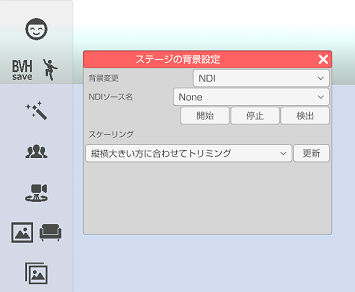 ステージの背景設定
BVH
save
背景変更 NDI
NDIソース名 None
開始 停止 検出
スケーリング
縦横大きい方に合わせてトリミング 更新